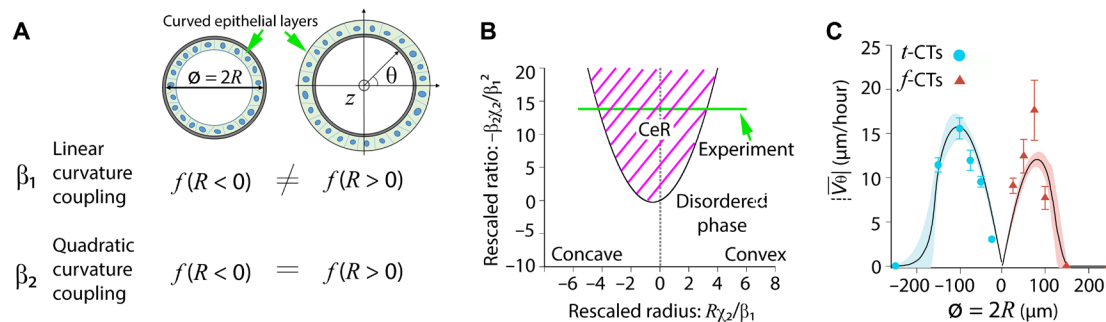 A
Curved epithelial layers
Ø = 2R
θ
z
β₁
Linear
curvature
coupling
f(R < 0) ≠ f(R > 0)
β₂
Quadratic
curvature
coupling
f(R < 0) = f(R > 0)
B
Rescaled ratio: -β₂χ₂/β₁²
20
15
10
5
0
−5
−10
CeR
Experiment
Disordered
phase
Concave
Convex
−6 −4 −2 0 2 4 6 8
Rescaled radius: Rχ₂/β₁
C
|V̅θ| (μm/hour)
25
20
15
10
5
0
t-CTs
f-CTs
−200 −100 0 100 200
Ø = 2R (μm)